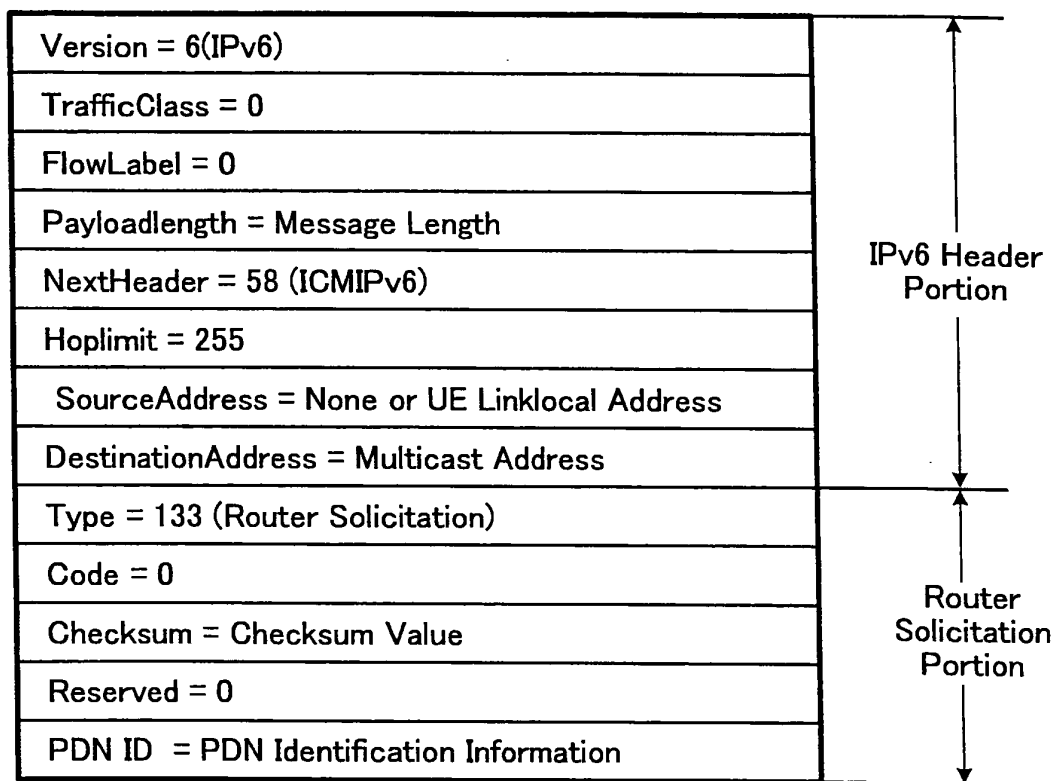 Version = 6(IPv6)
TrafficClass = 0
FlowLabel = 0
Payloadlength = Message Length
NextHeader = 58 (ICMIPv6)
Hoplimit = 255
SourceAddress = None or UE Linklocal Address
DestinationAddress = Multicast Address
IPv6 Header
Portion
Type = 133 (Router Solicitation)
Code = 0
Checksum = Checksum Value
Reserved = 0
PDN ID = PDN Identification Information
Router
Solicitation
Portion